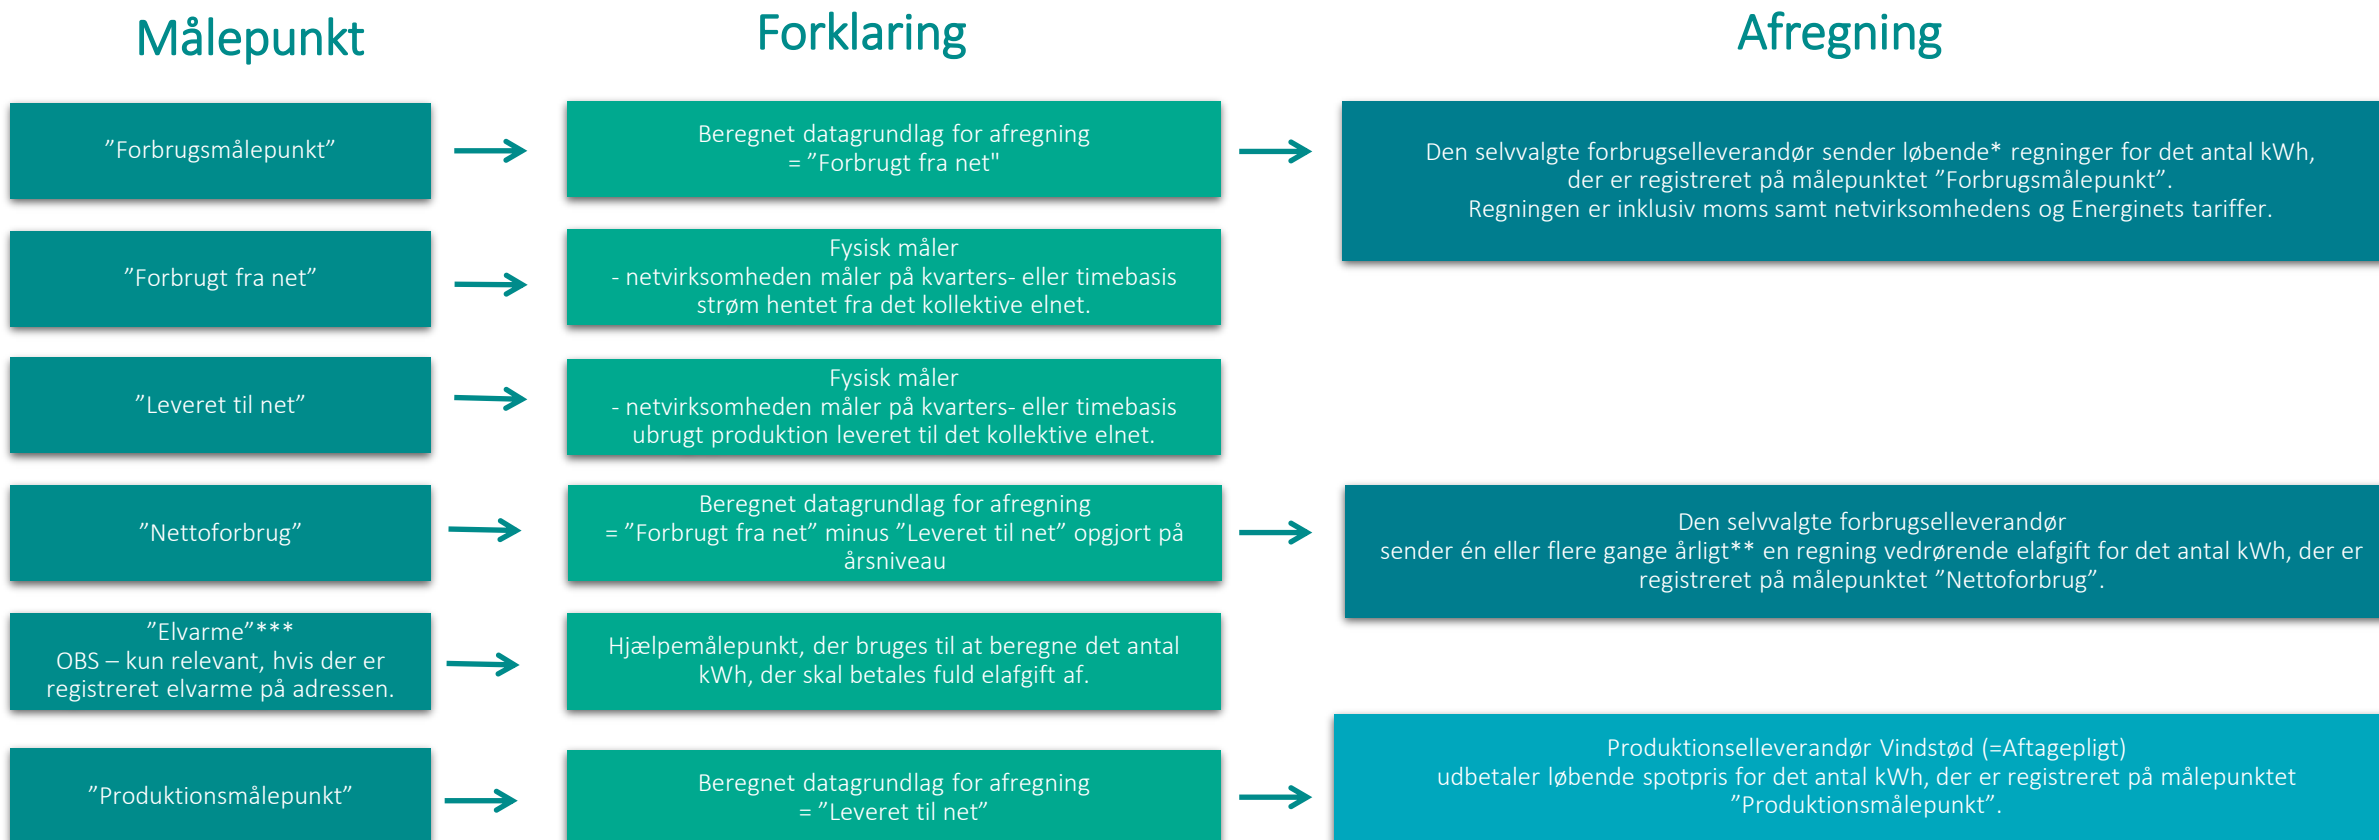 Målepunkt
Forklaring
Afregning
”Forbrugsmålepunkt”
Beregnet datagrundlag for afregning
= ”Forbrugt fra net"
Den selvvalgte forbrugselleverandør sender løbende* regninger for det antal kWh,
der er registreret på målepunktet ”Forbrugsmålepunkt”.
Regningen er inklusiv moms samt netvirksomhedens og Energinets tariffer.
”Forbrugt fra net”
Fysisk måler
- netvirksomheden måler på kvarters- eller timebasis
strøm hentet fra det kollektive elnet.
”Leveret til net”
Fysisk måler
- netvirksomheden måler på kvarters- eller timebasis
ubrugt produktion leveret til det kollektive elnet.
”Nettoforbrug”
Beregnet datagrundlag for afregning
= ”Forbrugt fra net” minus ”Leveret til net” opgjort på
årsniveau
Den selvvalgte forbrugselleverandør
sender én eller flere gange årligt** en regning vedrørende elafgift for det antal kWh, der er
registreret på målepunktet ”Nettoforbrug”.
”Elvarme”***
OBS – kun relevant, hvis der er
registreret elvarme på adressen.
Hjælpemålepunkt, der bruges til at beregne det antal
kWh, der skal betales fuld elafgift af.
”Produktionsmålepunkt”
Beregnet datagrundlag for afregning
= ”Leveret til net”
Produktionselleverandør Vindstød (=Aftagepligt)
udbetaler løbende spotpris for det antal kWh, der er registreret på målepunktet
”Produktionsmålepunkt”.